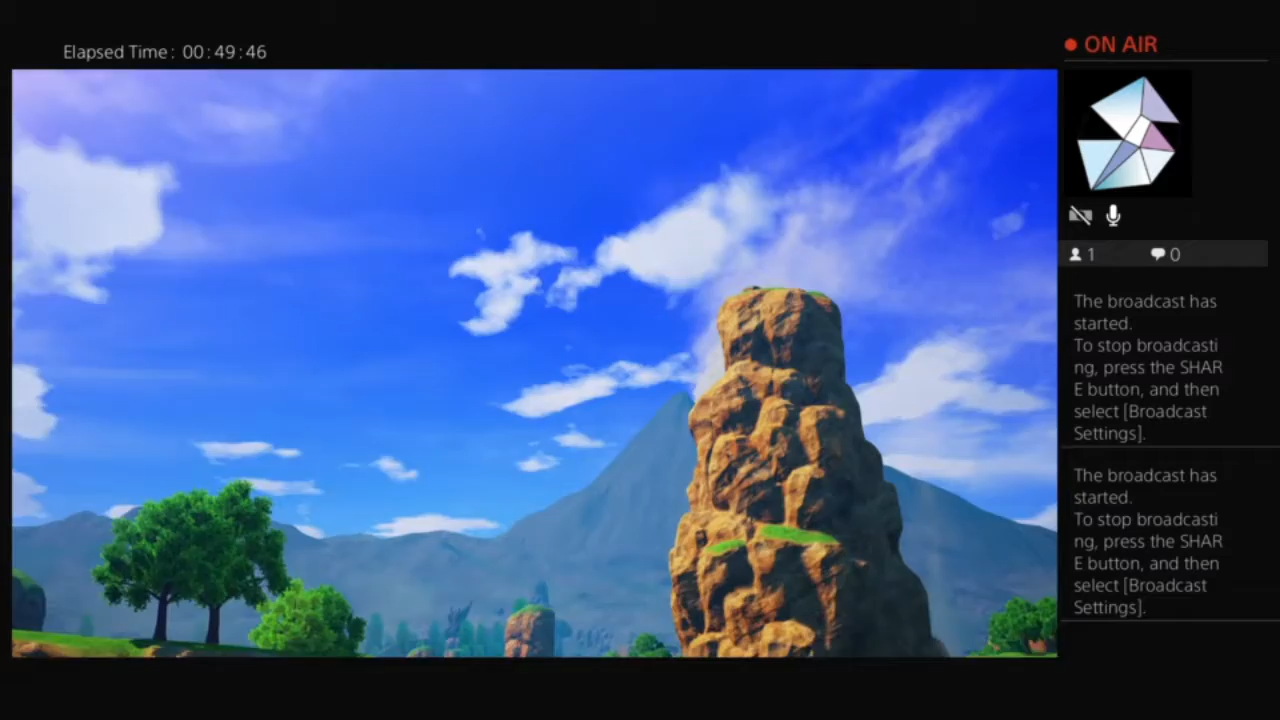 Elapsed Time: 00:49:46
ON AIR
1
0
The broadcast has
started.
To stop broadcasti
ng, press the SHAR
E button, and then
select [Broadcast
Settings].
The broadcast has
started.
To stop broadcasti
ng, press the SHAR
E button, and then
select [Broadcast
Settings].